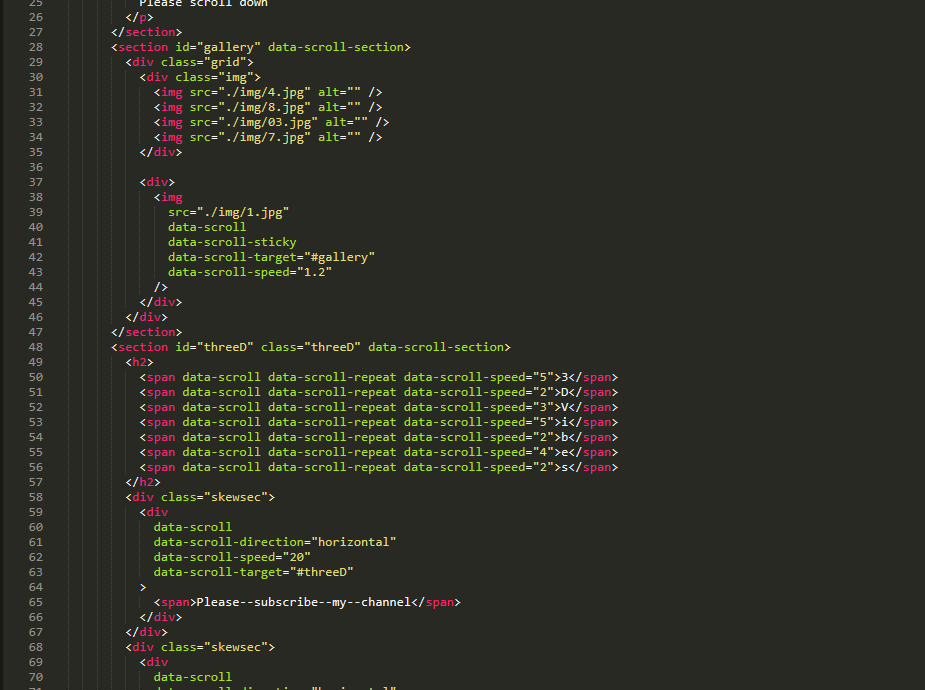 25 Please scroll down
26 </p>
27 </section>
28 <section id="gallery" data-scroll-section>
29 <div class="grid">
30 <div class="img">
31 <img src="./img/4.jpg" alt="" />
32 <img src="./img/8.jpg" alt="" />
33 <img src="./img/03.jpg" alt="" />
34 <img src="./img/7.jpg" alt="" />
35 </div>
36
37 <div>
38 <img
39 src="./img/1.jpg"
40 data-scroll
41 data-scroll-sticky
42 data-scroll-target="#gallery"
43 data-scroll-speed="1.2"
44 />
45 </div>
46 </div>
47 </section>
48 <section id="threeD" class="threeD" data-scroll-section>
49 <h2>
50 <span data-scroll data-scroll-repeat data-scroll-speed="5">3</span>
51 <span data-scroll data-scroll-repeat data-scroll-speed="2">D</span>
52 <span data-scroll data-scroll-repeat data-scroll-speed="3">V</span>
53 <span data-scroll data-scroll-repeat data-scroll-speed="5">i</span>
54 <span data-scroll data-scroll-repeat data-scroll-speed="2">b</span>
55 <span data-scroll data-scroll-repeat data-scroll-speed="4">e</span>
56 <span data-scroll data-scroll-repeat data-scroll-speed="2">s</span>
57 </h2>
58 <div class="skewsec">
59 <div
60 data-scroll
61 data-scroll-direction="horizontal"
62 data-scroll-speed="20"
63 data-scroll-target="#threeD"
64 >
65 <span>Please--subscribe--my--channel</span>
66 </div>
67 </div>
68 <div class="skewsec">
69 <div
70 data-scroll